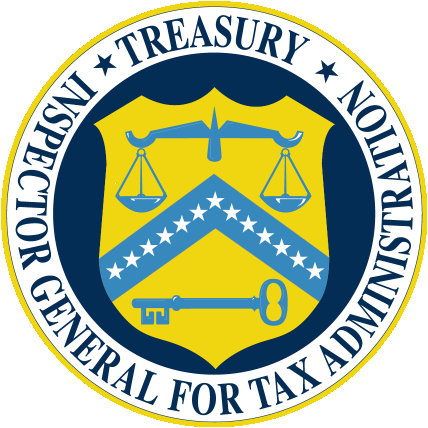 TREASURY
INSPECTOR GENERAL FOR TAX ADMINISTRATION